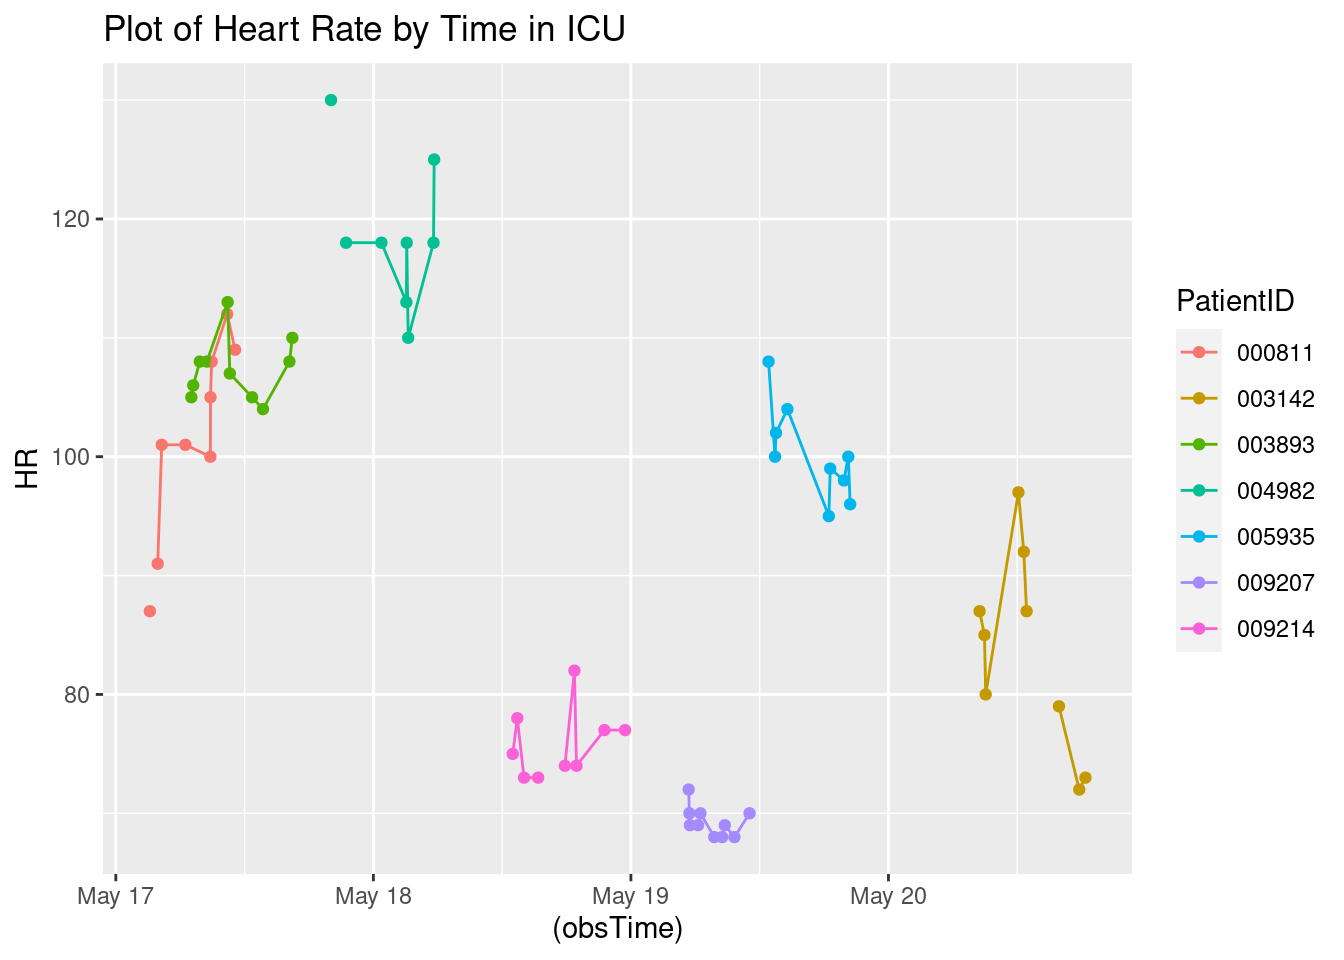 Plot of Heart Rate by Time in ICU
120
100
80
HR
May 17
May 18
May 19
May 20
(obsTime)
PatientID
000811
003142
003893
004982
005935
009207
009214